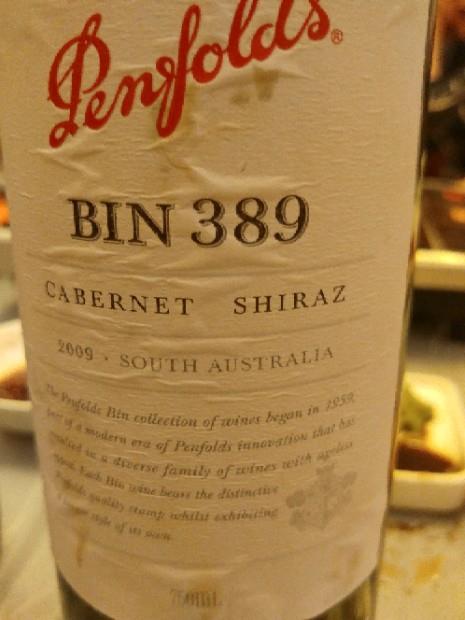 Penfolds®
BIN 389
CABERNET SHIRAZ
2009 · SOUTH AUSTRALIA
The Penfolds Bin collection of wines began in 1959,
part of a modern era of Penfolds innovation that has
resulted in a diverse family of wines with ageless
Each Bin wine bears the distinctive
Penfolds quality stamp whilst exhibiting
style of its own.
750mL